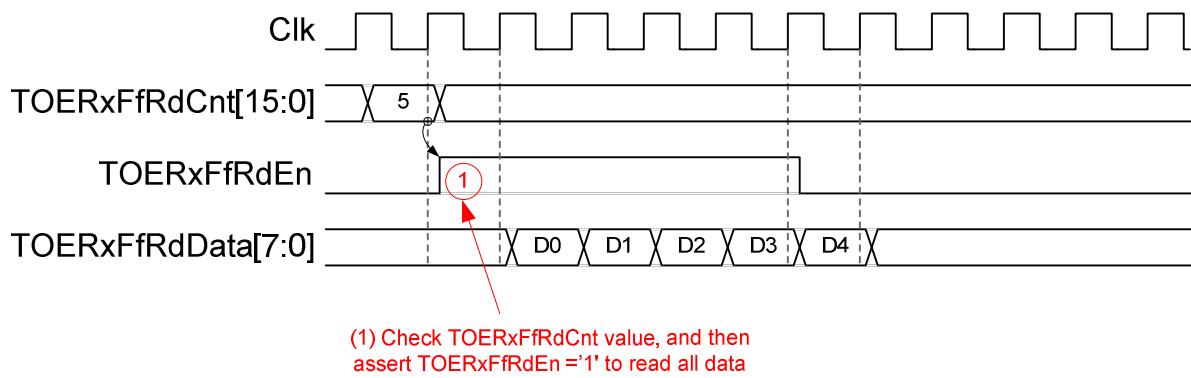 Clk
TOERxFfRdCnt[15:0]
5
TOERxFfRdEn
1
TOERxFfRdData[7:0]
D0 D1 D2 D3 D4
(1) Check TOERxFfRdCnt value, and then
assert TOERxFfRdEn ='1' to read all data